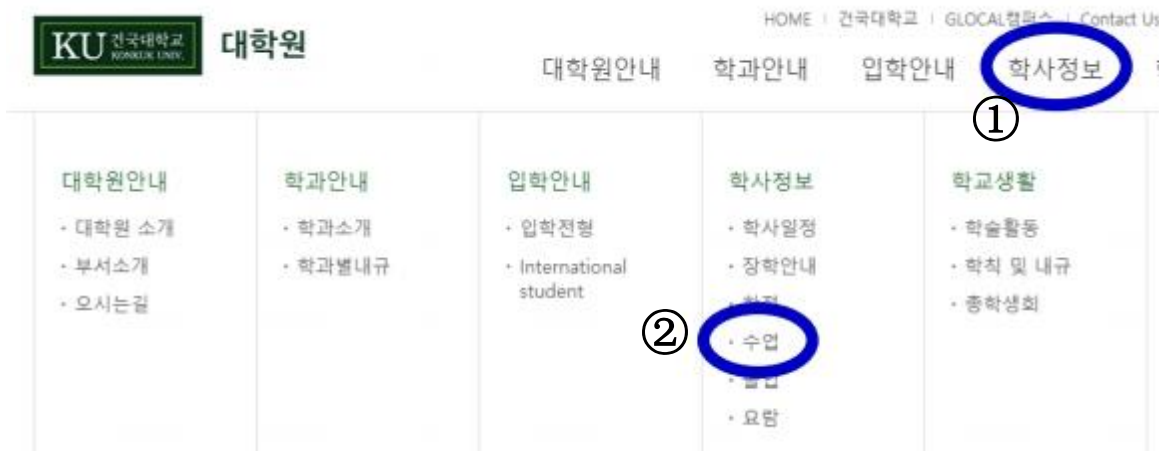 HOME | 건국대학교 | GLOCAL캠퍼스 | Contact Us
KU 건국대학교
KONKUK UNIV.
대학원
대학원안내 학과안내 입학안내 학사정보
①
대학원안내
· 대학원 소개
· 부서소개
· 오시는길
학과안내
· 학과소개
· 학과별내규
입학안내
· 입학전형
· International
student
학사정보
· 학사일정
· 장학안내
· 학적
② · 수업
· 졸업
· 요람
학교생활
· 학술활동
· 학칙 및 내규
· 총학생회